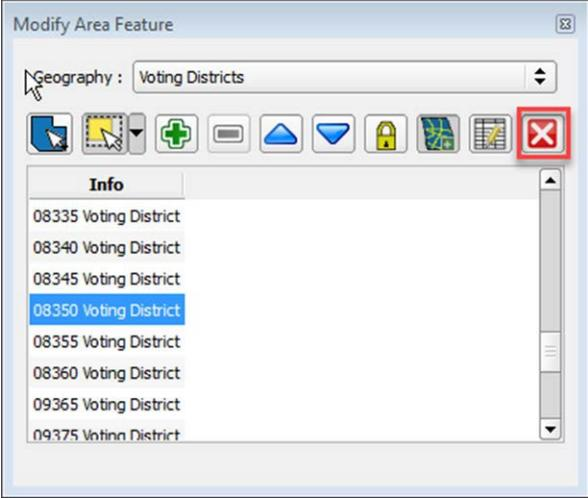 Modify Area Feature
Geography : Voting Districts
Info
08335 Voting District
08340 Voting District
08345 Voting District
08350 Voting District
08355 Voting District
08360 Voting District
09365 Voting District
09375 Voting District